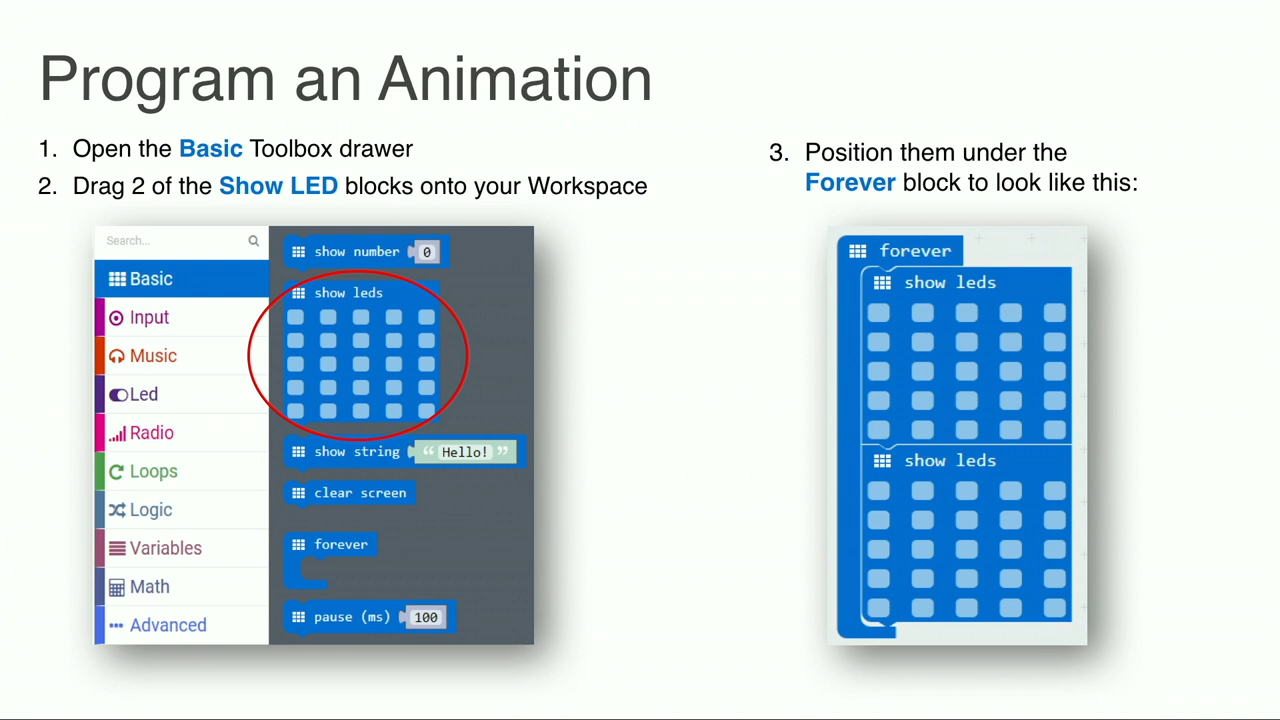 Program an Animation
1. Open the Basic Toolbox drawer
2. Drag 2 of the Show LED blocks onto your Workspace
3. Position them under the
Forever block to look like this:
Search...
Basic
Input
Music
Led
Radio
Loops
Logic
Variables
Math
Advanced
show number 0
show leds
show string “ Hello! ”
clear screen
forever
pause (ms) 100
forever
show leds
show leds